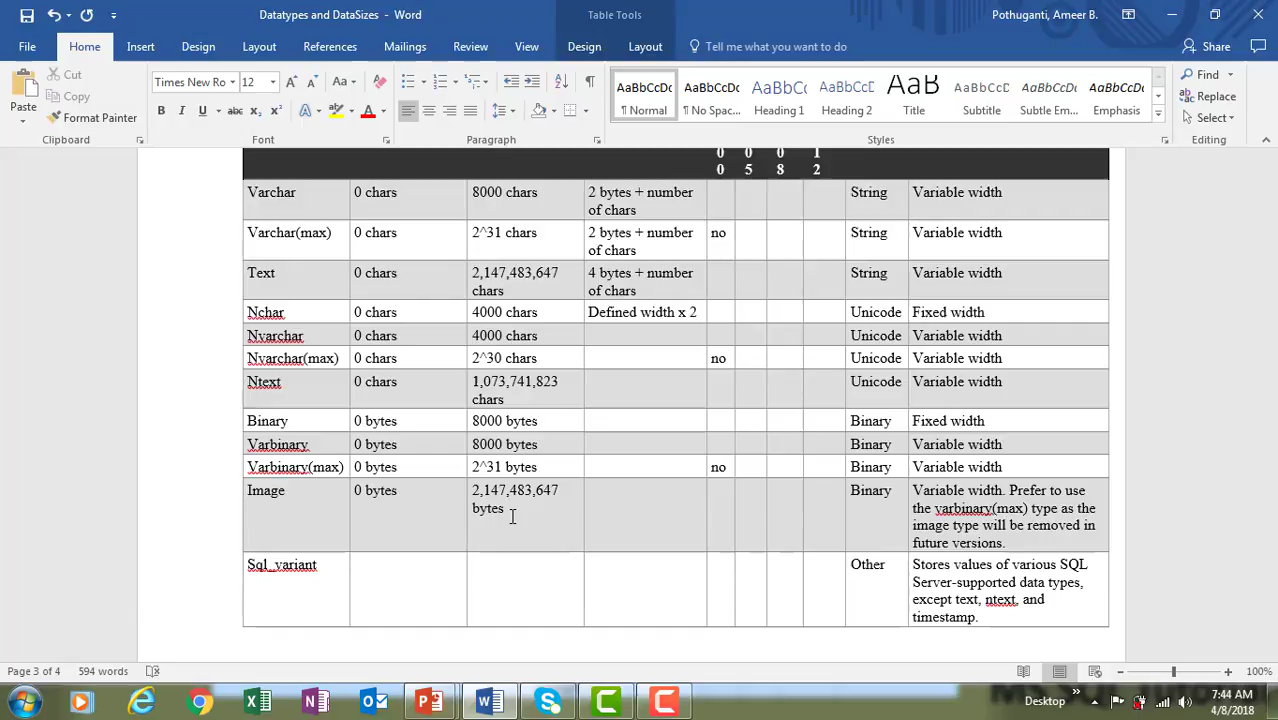 Datatypes and DataSizes - Word
Table Tools
Pothuganti, Ameer B.
File Home Insert Design Layout References Mailings Review View Design Layout Tell me what you want to do Share
Paste
Cut
Copy
Format Painter
Clipboard
Times New Ro 12 Aa
B I U abc x₂ x² A A
Font
Paragraph
AaBbCcDc AaBbCcDc AaBbC( AaBbCcC AaB AaBbCcC AaBbCcDc AaBbCcDc
¶ Normal ¶ No Spac... Heading 1 Heading 2 Title Subtitle Subtle Em... Emphasis
Styles
Find
Replace
Select
Editing
0 0 0 1
0 5 8 2
Varchar 0 chars 8000 chars 2 bytes + number String Variable width
of chars
Varchar(max) 0 chars 2^31 chars 2 bytes + number no String Variable width
of chars
Text 0 chars 2,147,483,647 4 bytes + number String Variable width
chars of chars
Nchar 0 chars 4000 chars Defined width x 2 Unicode Fixed width
Nvarchar 0 chars 4000 chars Unicode Variable width
Nvarchar(max) 0 chars 2^30 chars no Unicode Variable width
Ntext 0 chars 1,073,741,823 Unicode Variable width
chars
Binary 0 bytes 8000 bytes Binary Fixed width
Varbinary 0 bytes 8000 bytes Binary Variable width
Varbinary(max) 0 bytes 2^31 bytes no Binary Variable width
Image 0 bytes 2,147,483,647 Binary Variable width. Prefer to use
bytes the varbinary(max) type as the
image type will be removed in
future versions.
Sql_variant Other Stores values of various SQL
Server-supported data types,
except text, ntext, and
timestamp.
Page 3 of 4 594 words 100%
Desktop 7:44 AM
4/8/2018